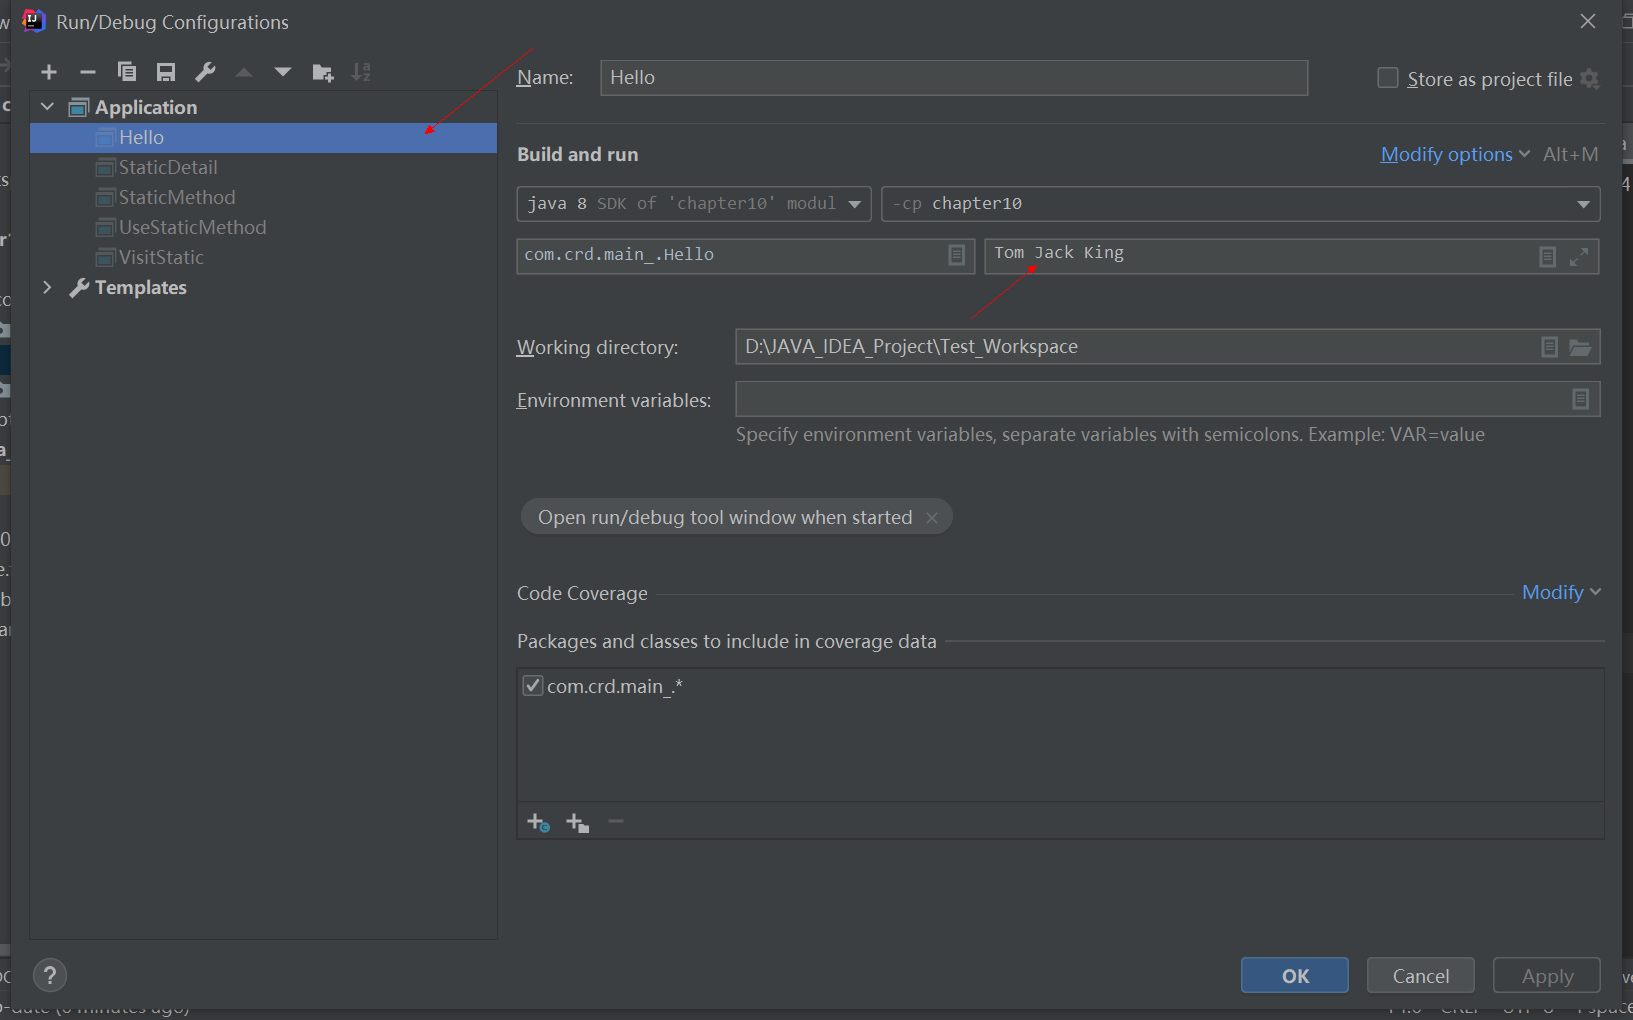 Run/Debug Configurations
Name: Hello
Store as project file
Application
Hello
StaticDetail
StaticMethod
UseStaticMethod
VisitStatic
Templates
Build and run
Modify options Alt+M
java 8 SDK of 'chapter10' modul
-cp chapter10
com.crd.main_.Hello
Tom Jack King
Working directory: D:\JAVA_IDEA_Project\Test_Workspace
Environment variables:
Specify environment variables, separate variables with semicolons. Example: VAR=value
Open run/debug tool window when started
Code Coverage
Modify
Packages and classes to include in coverage data
com.crd.main_.*
?
OK
Cancel
Apply